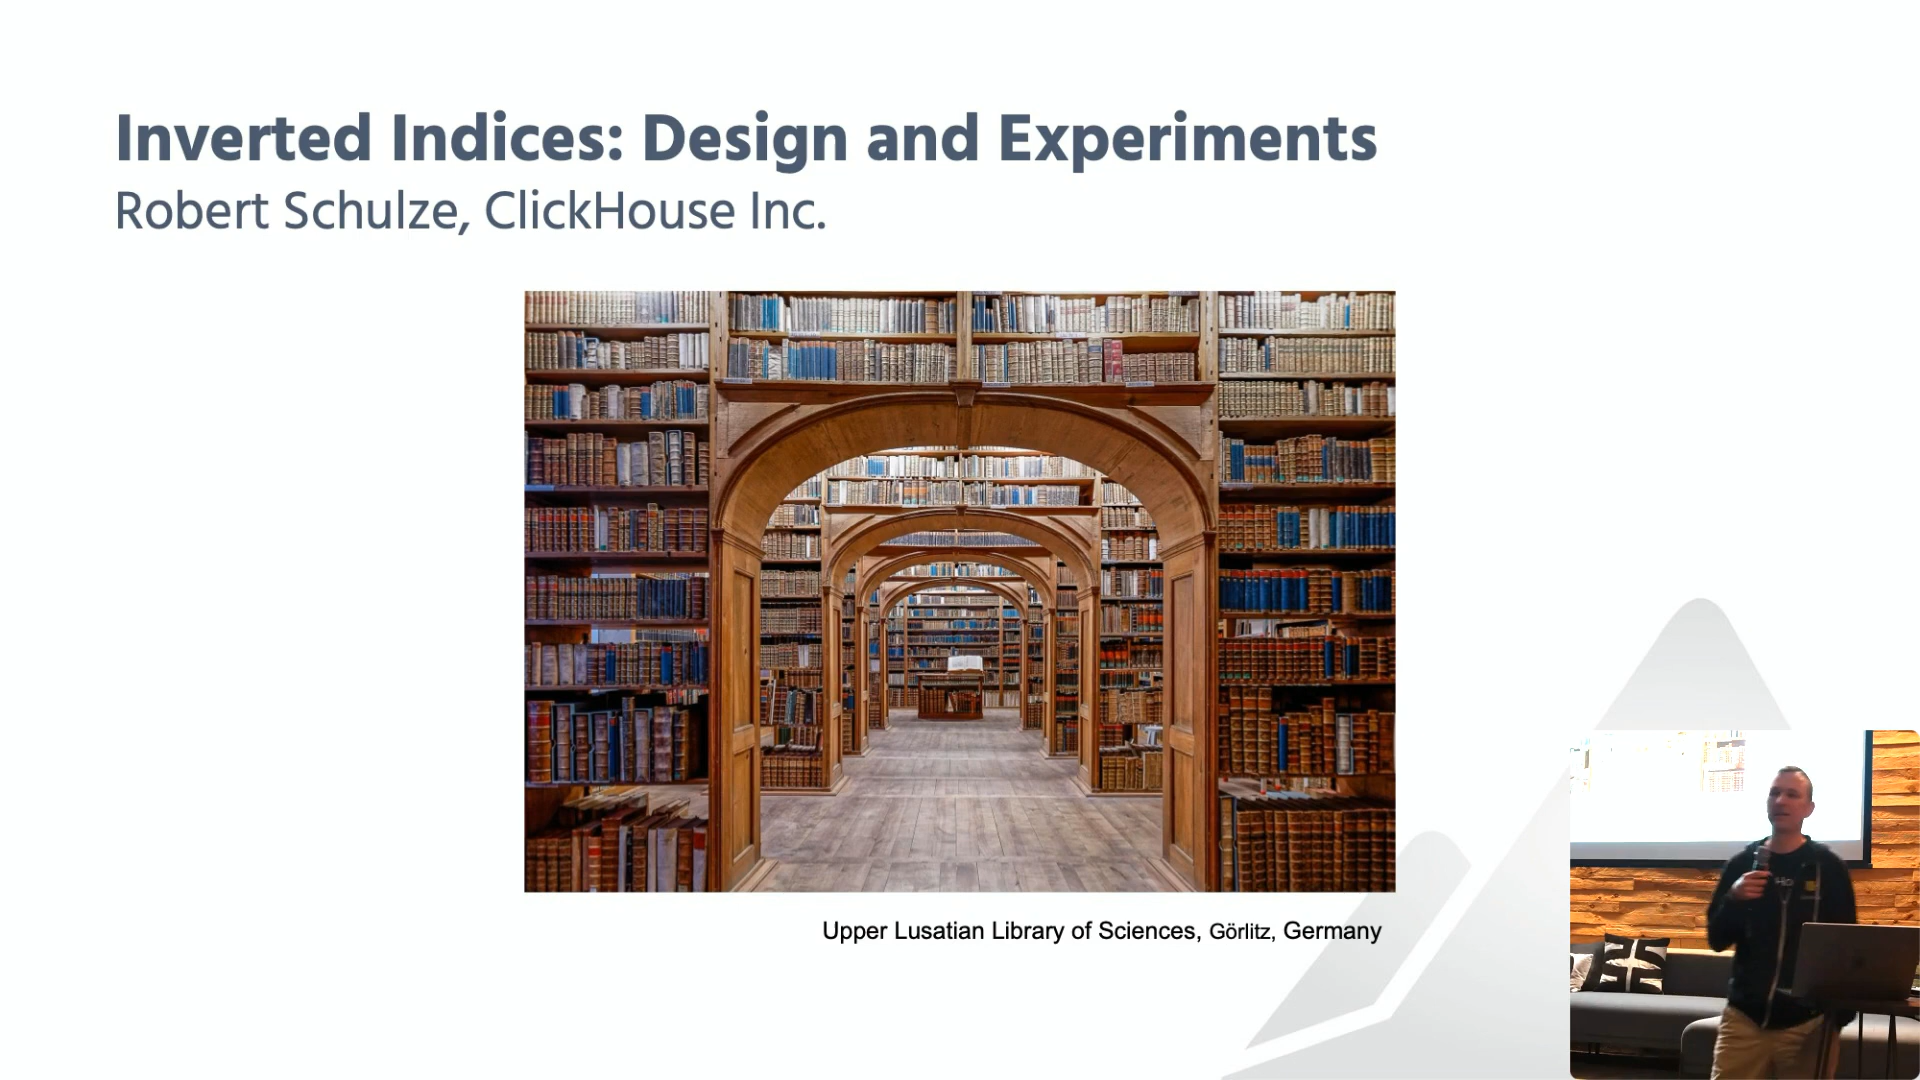 Inverted Indices: Design and Experiments
Robert Schulze, ClickHouse Inc.
Upper Lusatian Library of Sciences, Görlitz, Germany